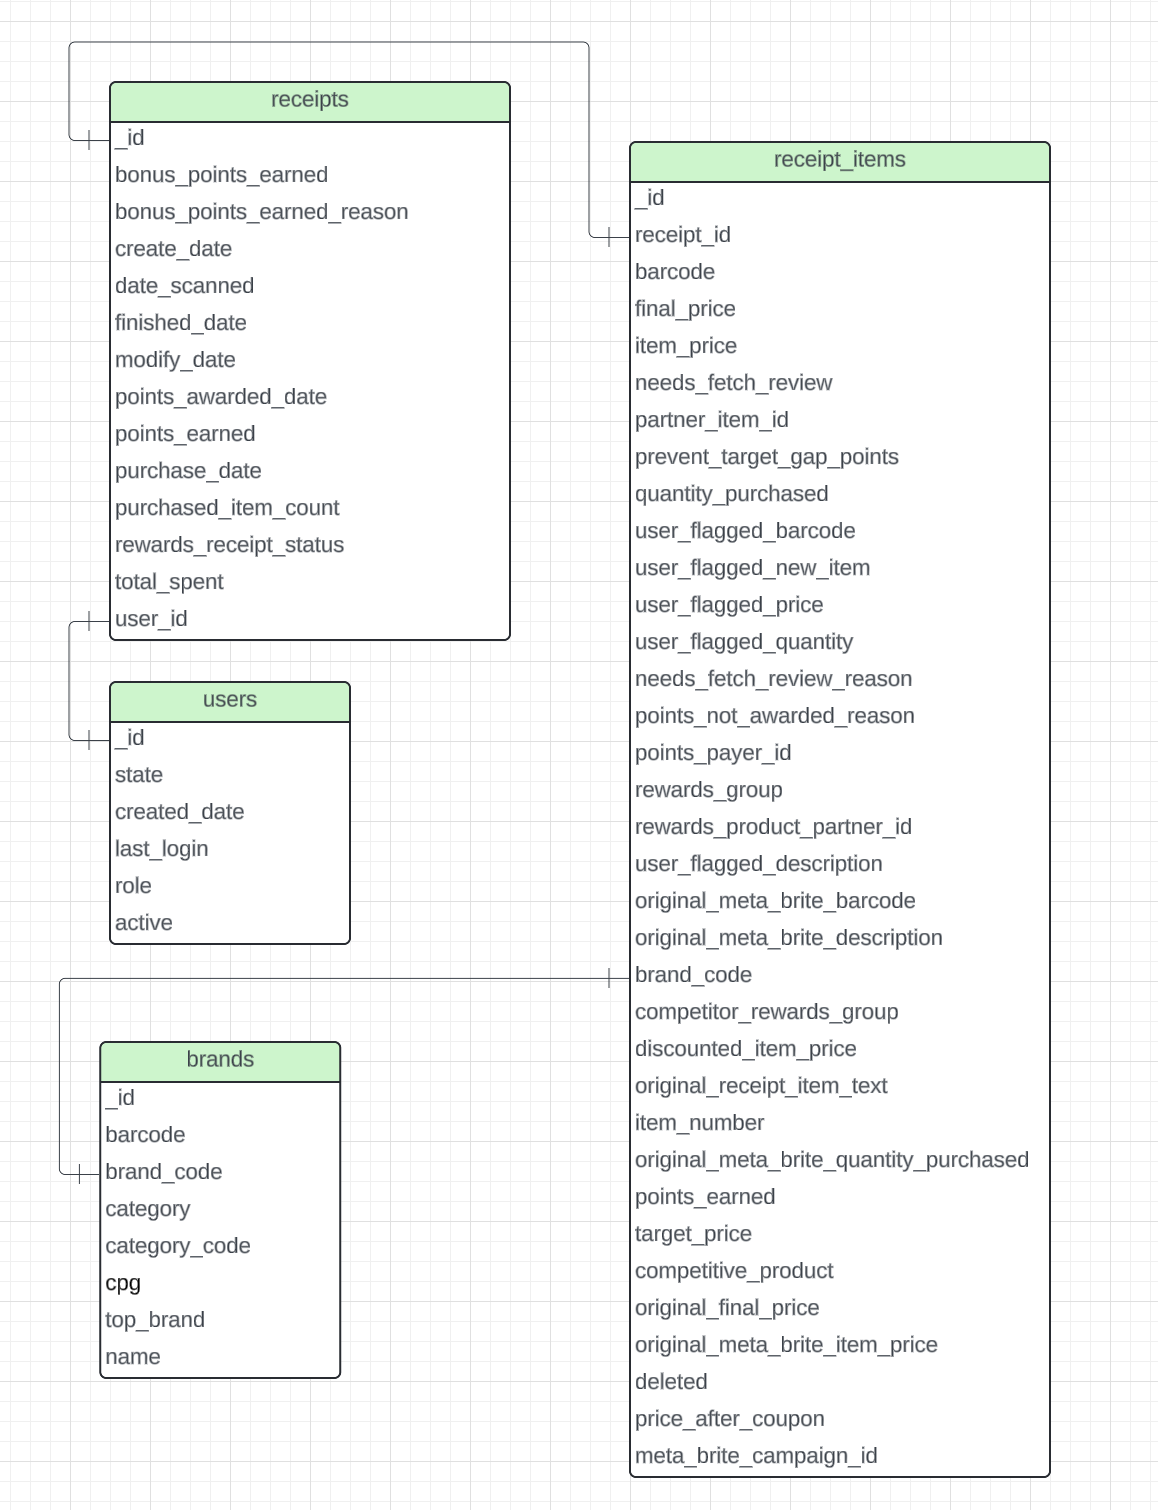 receipts
_id
bonus_points_earned
bonus_points_earned_reason
create_date
date_scanned
finished_date
modify_date
points_awarded_date
points_earned
purchase_date
purchased_item_count
rewards_receipt_status
total_spent
user_id
users
_id
state
created_date
last_login
role
active
brands
_id
barcode
brand_code
category
category_code
cpg
top_brand
name
receipt_items
_id
receipt_id
barcode
final_price
item_price
needs_fetch_review
partner_item_id
prevent_target_gap_points
quantity_purchased
user_flagged_barcode
user_flagged_new_item
user_flagged_price
user_flagged_quantity
needs_fetch_review_reason
points_not_awarded_reason
points_payer_id
rewards_group
rewards_product_partner_id
user_flagged_description
original_meta_brite_barcode
original_meta_brite_description
brand_code
competitor_rewards_group
discounted_item_price
original_receipt_item_text
item_number
original_meta_brite_quantity_purchased
points_earned
target_price
competitive_product
original_final_price
original_meta_brite_item_price
deleted
price_after_coupon
meta_brite_campaign_id